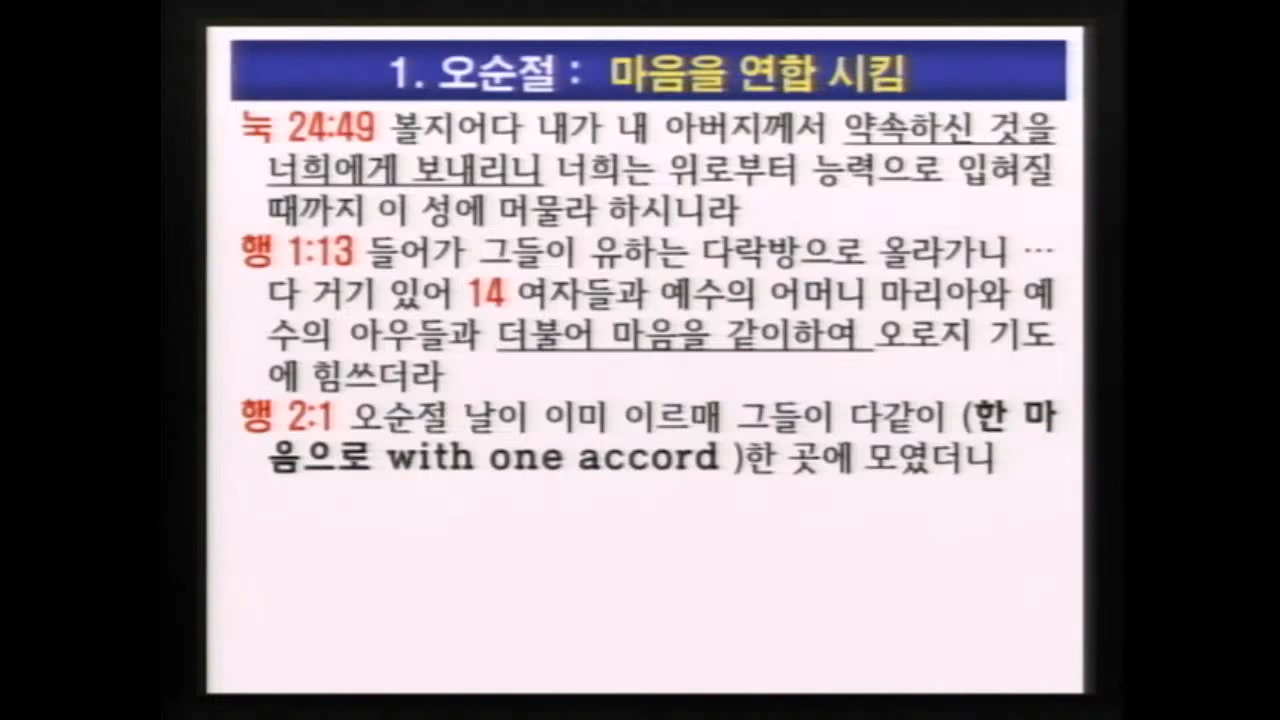 1. 오순절 : 마음을 연합 시킴
눅 24:49 볼지어다 내가 내 아버지께서 약속하신 것을
너희에게 보내리니 너희는 위로부터 능력으로 입혀질
때까지 이 성에 머물라 하시니라
행 1:13 들어가 그들이 유하는 다락방으로 올라가니 …
다 거기 있어 14 여자들과 예수의 어머니 마리아와 예
수의 아우들과 더불어 마음을 같이하여 오로지 기도
에 힘쓰더라
행 2:1 오순절 날이 이미 이르매 그들이 다같이 (한 마
음으로 with one accord )한 곳에 모였더니